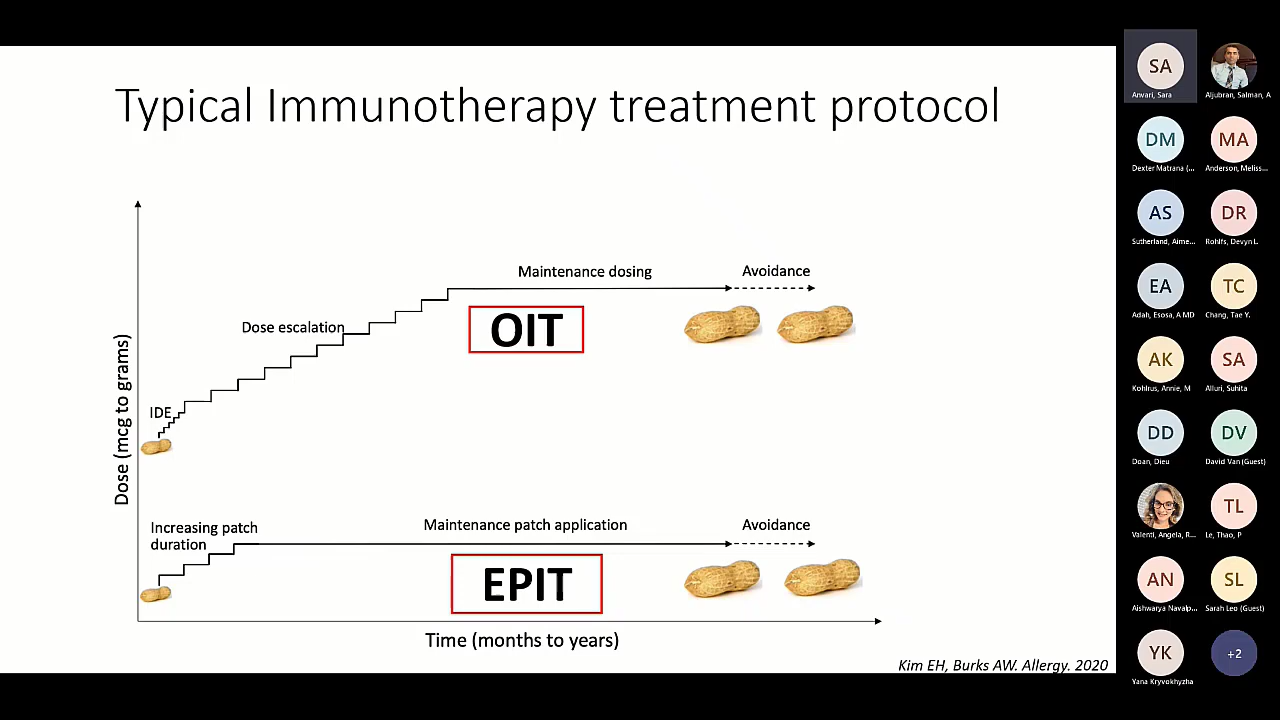 Typical Immunotherapy treatment protocol
Maintenance dosing
Avoidance
OIT
Dose escalation
IDE
Dose (mcg to grams)
Increasing patch
duration
Maintenance patch application
Avoidance
EPIT
Time (months to years)
Kim EH, Burks AW. Allergy. 2020
SA
Anvari, Sara
Aljubran, Salman, A
DM
Dexter Matrana (...
MA
Anderson, Meliss...
AS
Sutherland, Aime...
DR
Rohlfs, Devyn L
EA
Adah, Esosa, A MD
TC
Chang, Tae Y.
AK
Kohlrus, Annie, M
SA
Alluri, Suhita
DD
Doan, Dieu
DV
David Van (Guest)
Valenti, Angela, R...
TL
Le, Thao, P
AN
Aishwarya Navalp...
SL
Sarah Leo (Guest)
YK
Yana Kryvokhyzha
+2